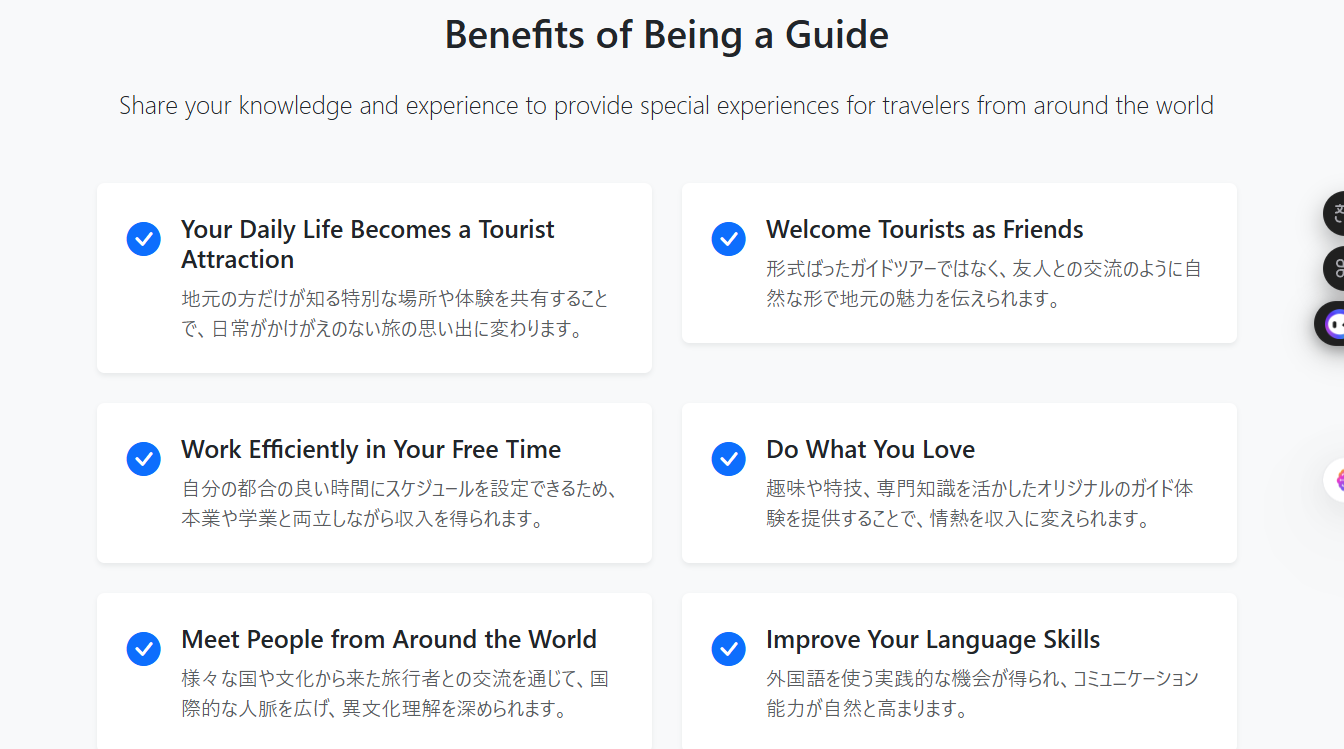 Benefits of Being a Guide
Share your knowledge and experience to provide special experiences for travelers from around the world
Your Daily Life Becomes a Tourist
Attraction
地元の方だけが知る特別な場所や体験を共有すること
で、日常がかけがえのない旅の思い出に変わります。
Welcome Tourists as Friends
形式ばったガイドツアーではなく、友人との交流のように自
然な形で地元の魅力を伝えられます。
Work Efficiently in Your Free Time
自分の都合の良い時間にスケジュールを設定できるため、
本業や学業と両立しながら収入を得られます。
Do What You Love
趣味や特技、専門知識を活かしたオリジナルのガイド体
験を提供することで、情熱を収入に変えられます。
Meet People from Around the World
様々な国や文化から来た旅行者との交流を通じて、国
際的な人脈を広げ、異文化理解を深められます。
Improve Your Language Skills
外国語を使う実践的な機会が得られ、コミュニケーション
能力が自然と高まります。